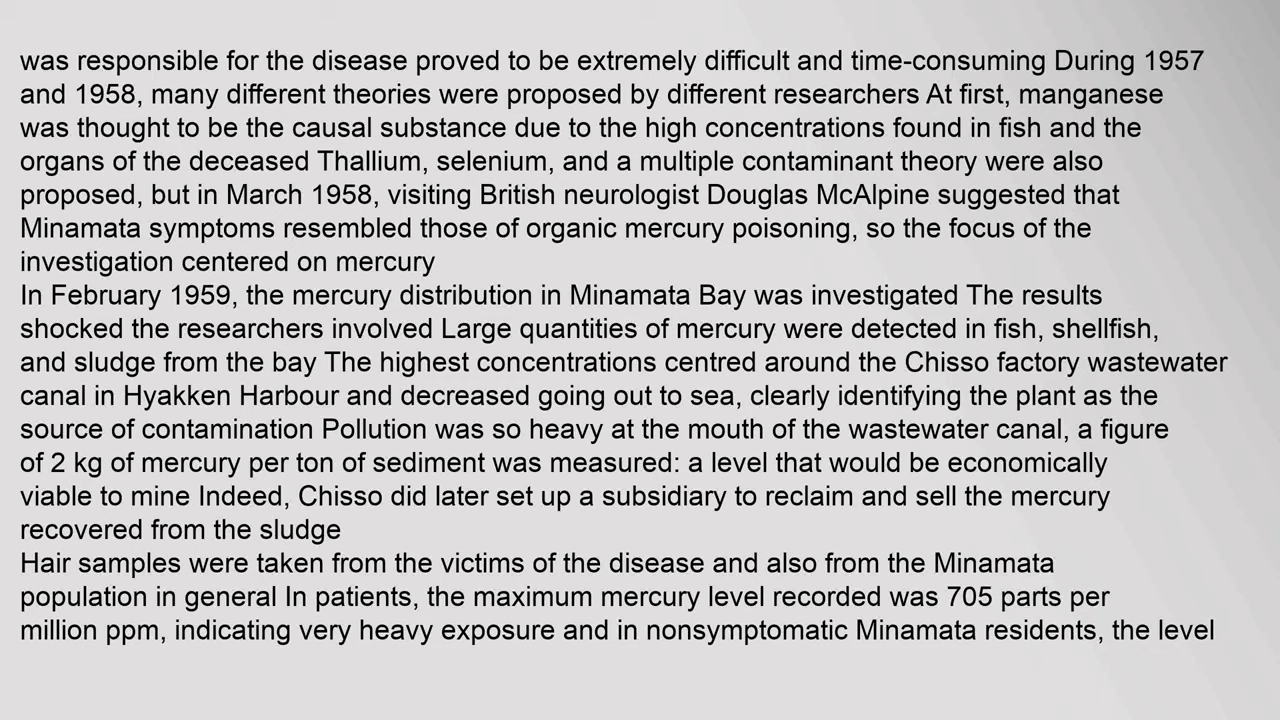 was responsible for the disease proved to be extremely difficult and time-consuming During 1957
and 1958, many different theories were proposed by different researchers At first, manganese
was thought to be the causal substance due to the high concentrations found in fish and the
organs of the deceased Thallium, selenium, and a multiple contaminant theory were also
proposed, but in March 1958, visiting British neurologist Douglas McAlpine suggested that
Minamata symptoms resembled those of organic mercury poisoning, so the focus of the
investigation centered on mercury
In February 1959, the mercury distribution in Minamata Bay was investigated The results
shocked the researchers involved Large quantities of mercury were detected in fish, shellfish,
and sludge from the bay The highest concentrations centred around the Chisso factory wastewater
canal in Hyakken Harbour and decreased going out to sea, clearly identifying the plant as the
source of contamination Pollution was so heavy at the mouth of the wastewater canal, a figure
of 2 kg of mercury per ton of sediment was measured: a level that would be economically
viable to mine Indeed, Chisso did later set up a subsidiary to reclaim and sell the mercury
recovered from the sludge
Hair samples were taken from the victims of the disease and also from the Minamata
population in general In patients, the maximum mercury level recorded was 705 parts per
million ppm, indicating very heavy exposure and in nonsymptomatic Minamata residents, the level